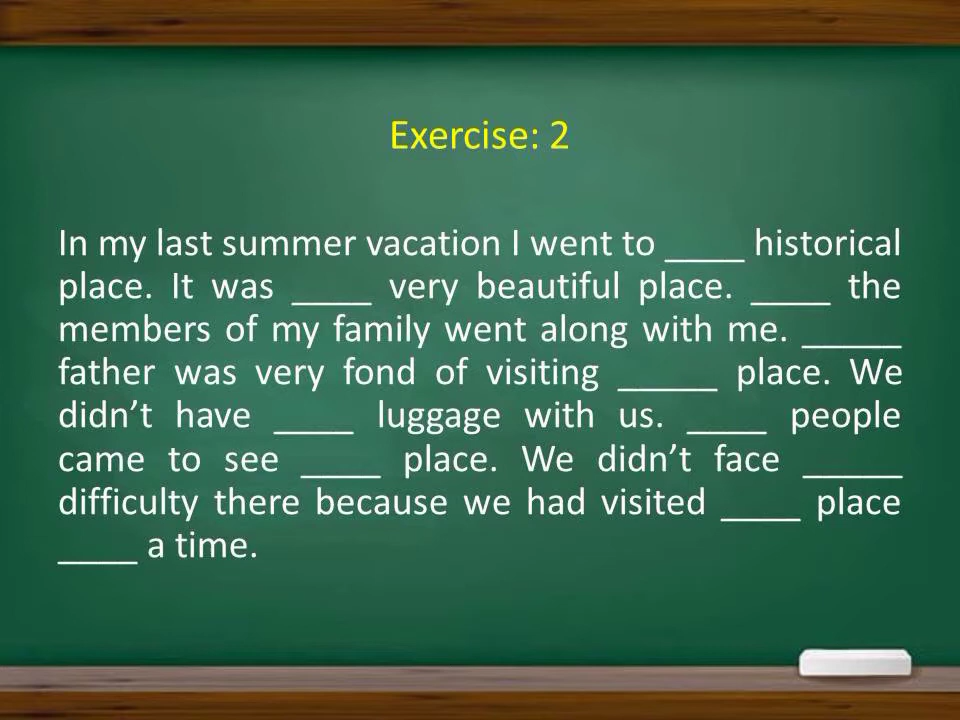 Exercise: 2
In my last summer vacation I went to ____ historical
place. It was ____ very beautiful place. ____ the
members of my family went along with me. _____
father was very fond of visiting _____ place. We
didn’t have ____ luggage with us. ____ people
came to see ____ place. We didn’t face _____
difficulty there because we had visited ____ place
____ a time.